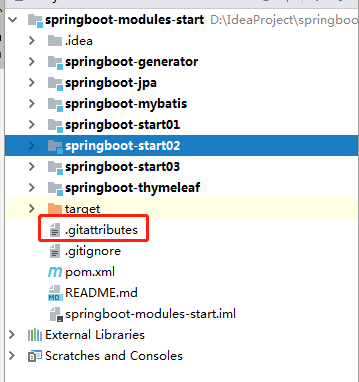 springboot-modules-start D:\IdeaProject\springboo
.idea
springboot-generator
springboot-jpa
springboot-mybatis
springboot-start01
springboot-start02
springboot-start03
springboot-thymeleaf
target
.gitattributes
.gitignore
pom.xml
README.md
springboot-modules-start.iml
External Libraries
Scratches and Consoles